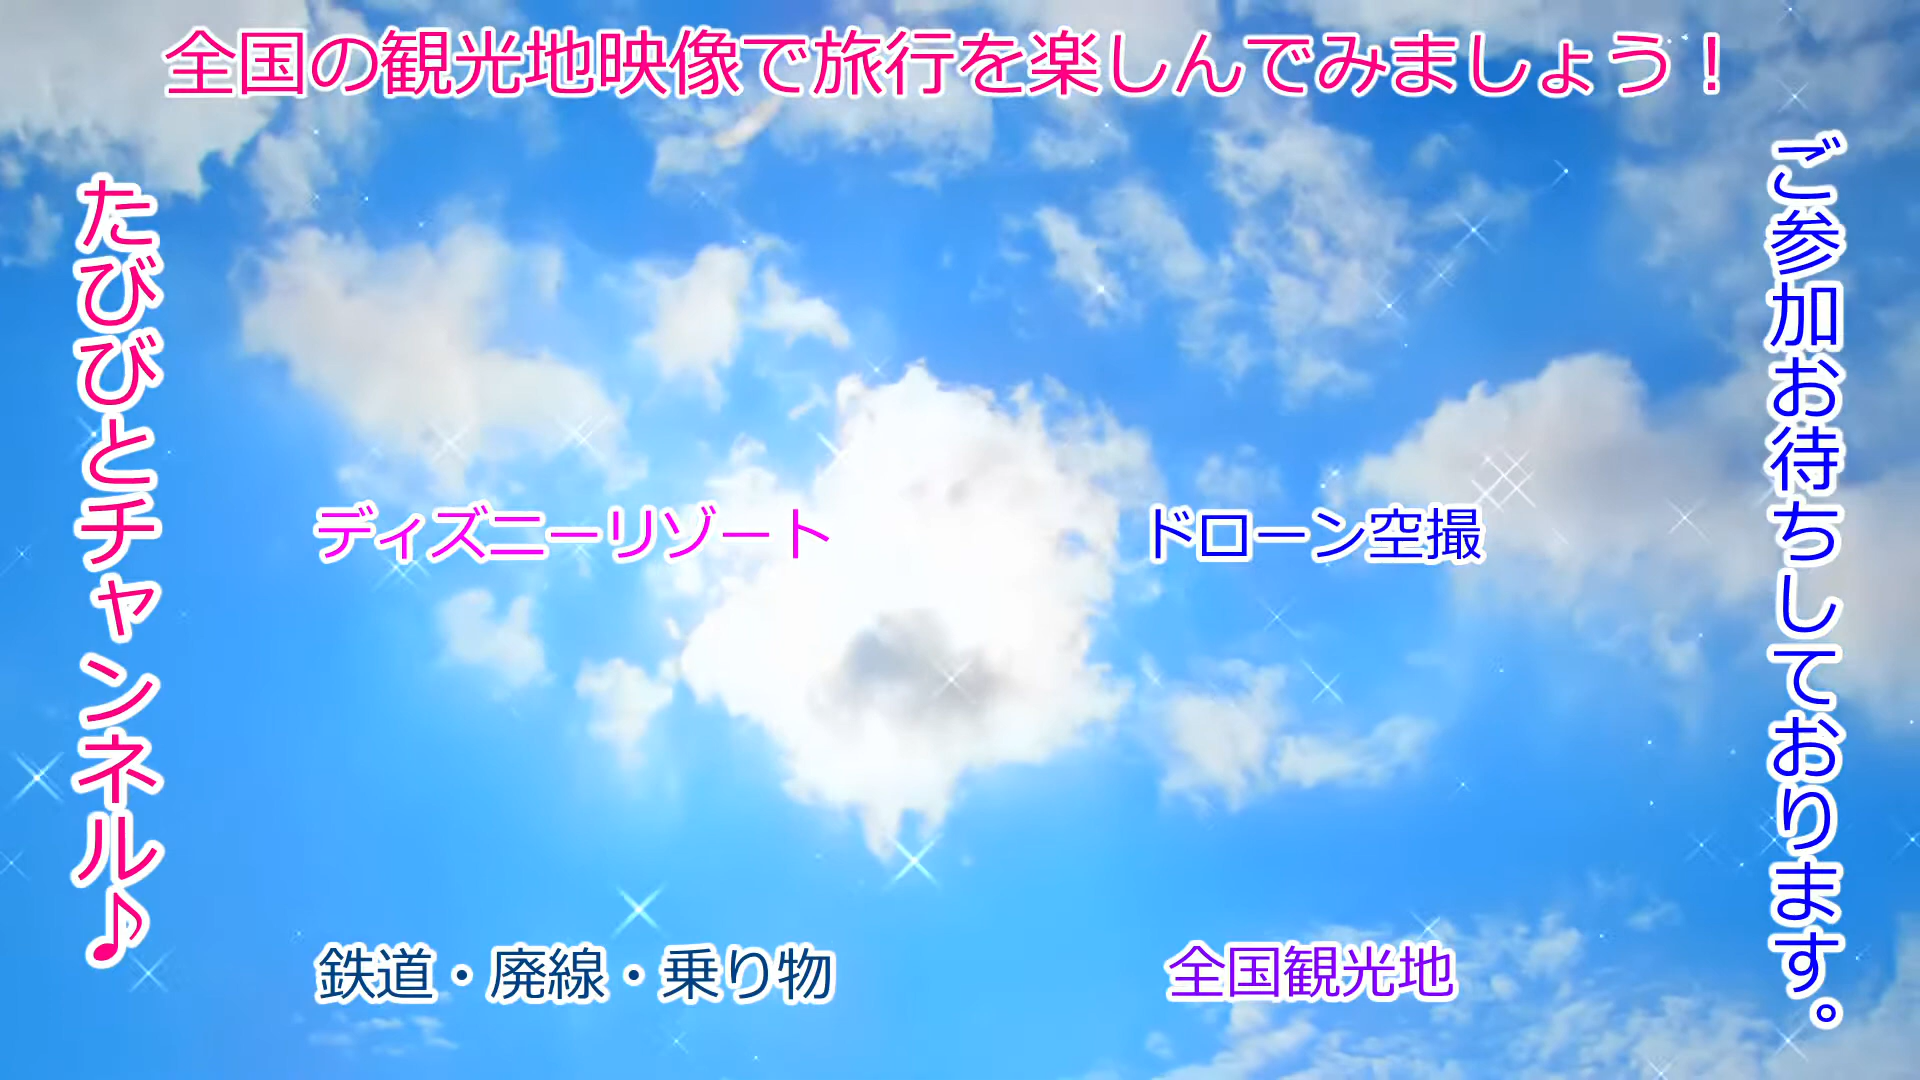 全国の観光地映像で旅行を楽しんでみましょう！
たびびとチャンネル♪
ご参加お待ちしております。
ディズニーリゾート
ドローン空撮
鉄道・廃線・乗り物
全国観光地